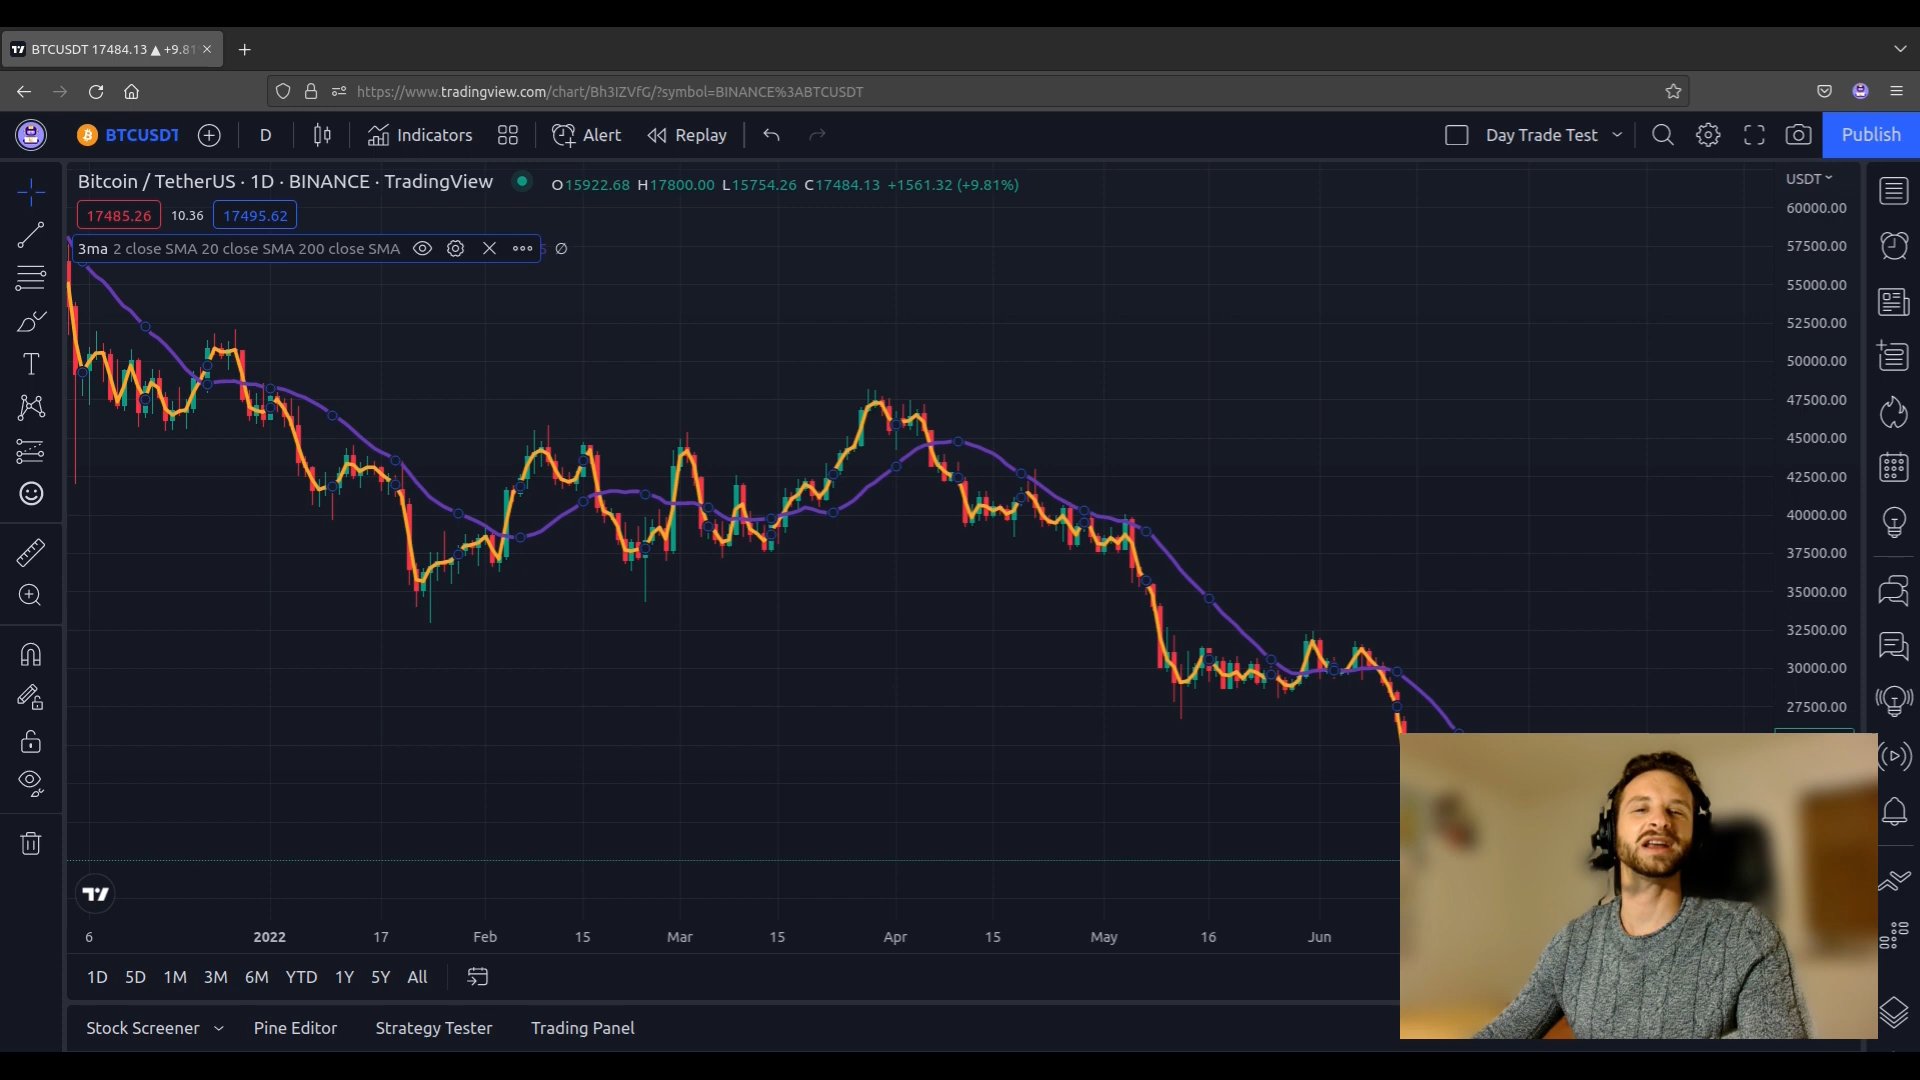 BTCUSDT 17484.13 ▲ +9.81
https://www.tradingview.com/chart/Bh3IZVfG/?symbol=BINANCE%3ABTCUSDT
BTCUSDT D Indicators Alert Replay Day Trade Test Publish
Bitcoin / TetherUS · 1D · BINANCE · TradingView O15922.68 H17800.00 L15754.26 C17484.13 +1561.32 (+9.81%)
17485.26 10.36 17495.62
3ma 2 close SMA 20 close SMA 200 close SMA
USDT
60000.00
57500.00
55000.00
52500.00
50000.00
47500.00
45000.00
42500.00
40000.00
37500.00
35000.00
32500.00
30000.00
27500.00
6 2022 17 Feb 15 Mar 15 Apr 15 May 16 Jun
1D 5D 1M 3M 6M YTD 1Y 5Y All
Stock Screener Pine Editor Strategy Tester Trading Panel